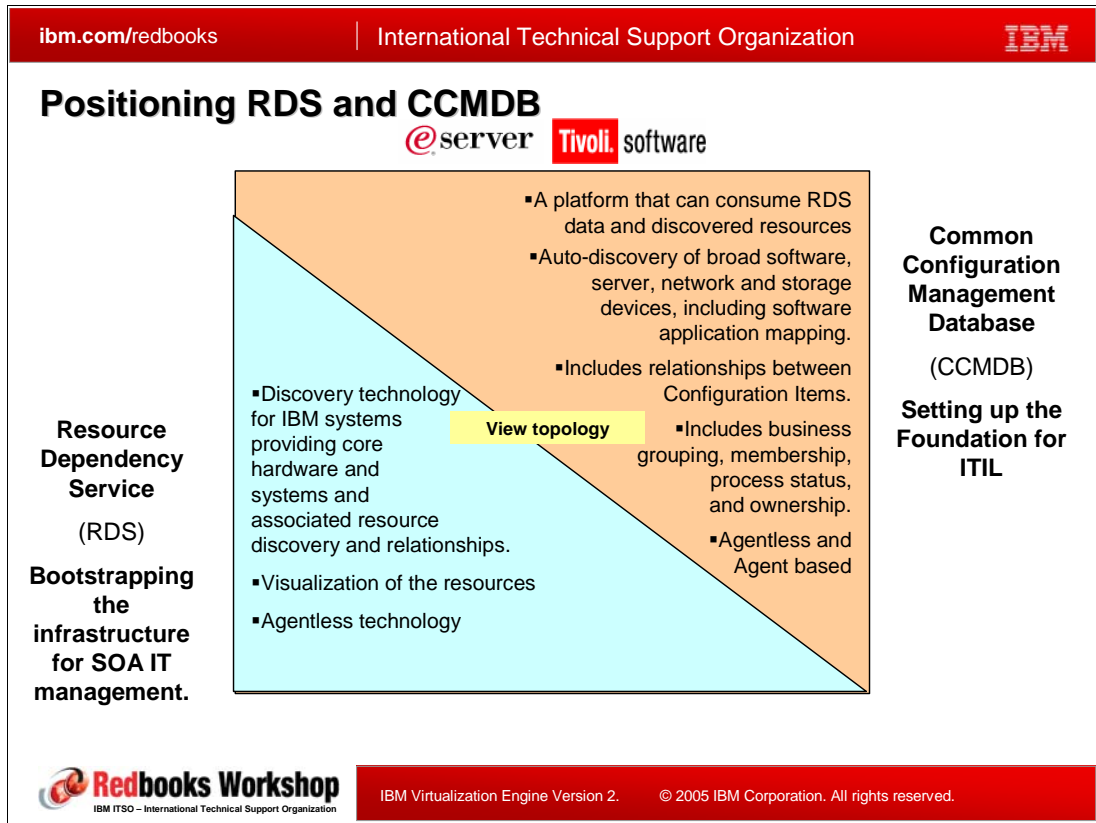 ibm.com/redbooks
International Technical Support Organization
IBM
Positioning RDS and CCMDB
e server
Tivoli. software
▪A platform that can consume RDS
data and discovered resources
▪Auto-discovery of broad software,
server, network and storage
devices, including software
application mapping.
▪Includes relationships between
Configuration Items.
▪Includes business
grouping, membership,
process status,
and ownership.
▪Agentless and
Agent based
Common
Configuration
Management
Database
(CCMDB)
Setting up the
Foundation for
ITIL
View topology
▪Discovery technology
for IBM systems
providing core
hardware and
systems and
associated resource
discovery and relationships.
▪Visualization of the resources
▪Agentless technology
Resource
Dependency
Service
(RDS)
Bootstrapping
the
infrastructure
for SOA IT
management.
Redbooks Workshop
IBM ITSO – International Technical Support Organization
IBM Virtualization Engine Version 2.
© 2005 IBM Corporation. All rights reserved.